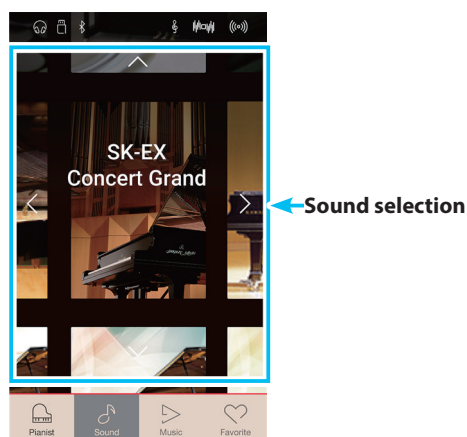 SK-EX
Concert Grand
Sound selection
Pianist
Sound
Music
Favorite